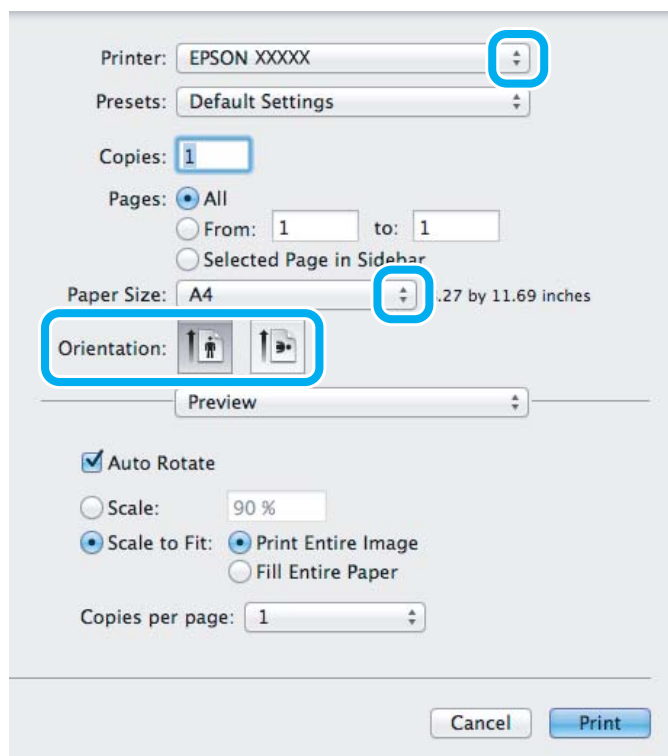 Printer: EPSON XXXXX
Presets: Default Settings
Copies: 1
Pages: All
From: 1 to: 1
Selected Page in Sidebar
Paper Size: A4 .27 by 11.69 inches
Orientation:
Preview
Auto Rotate
Scale: 90 %
Scale to Fit: Print Entire Image
Fill Entire Paper
Copies per page: 1
Cancel Print